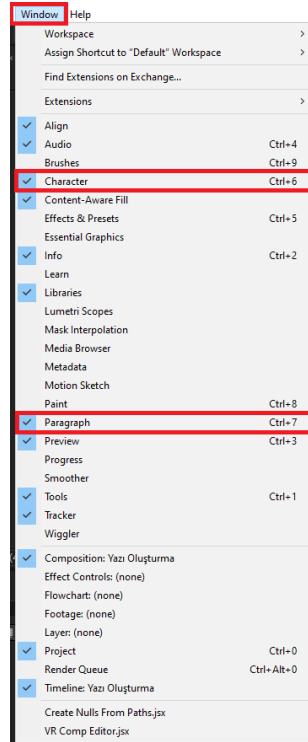 Window Help
Workspace >
Assign Shortcut to "Default" Workspace >
Find Extensions on Exchange...
Extensions >
Align
Audio Ctrl+4
Brushes Ctrl+9
Character Ctrl+6
Content-Aware Fill
Effects & Presets Ctrl+5
Essential Graphics
Info Ctrl+2
Learn
Libraries
Lumetri Scopes
Mask Interpolation
Media Browser
Metadata
Motion Sketch
Paint Ctrl+8
Paragraph Ctrl+7
Preview Ctrl+3
Progress
Smoother
Tools Ctrl+1
Tracker
Wiggler
Composition: Yazı Oluşturma
Effect Controls: (none)
Flowchart: (none)
Footage: (none)
Layer: (none)
Project Ctrl+0
Render Queue Ctrl+Alt+0
Timeline: Yazı Oluşturma
Create Nulls From Paths.jsx
VR Comp Editor.jsx